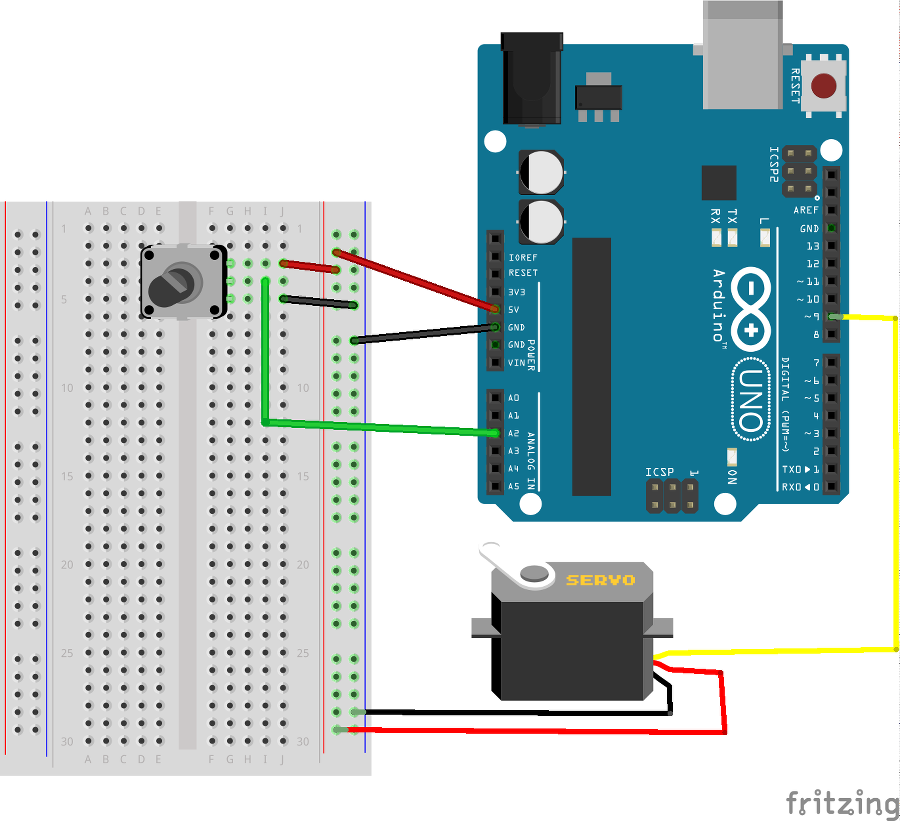 RESET
ICSP2
AREF
GND
13
12
~ 11
~ 10
~ 9
8
RX
TX
L
IOREF
RESET
3V3
5V
GND
GND
VIN
POWER
Arduino™
UNO
DIGITAL (PWM=~)
7
~ 6
~ 5
4
~ 3
2
TX0 ▶ 1
RX0 ◀ 0
A0
A1
A2
A3
A4
A5
ANALOG IN
ON
ICSP
1
A B C D E F G H I J
1 1
5
10 10
15 15
20 20
25 25
30 30
A B C D E F G H I J
SERVO
fritzing